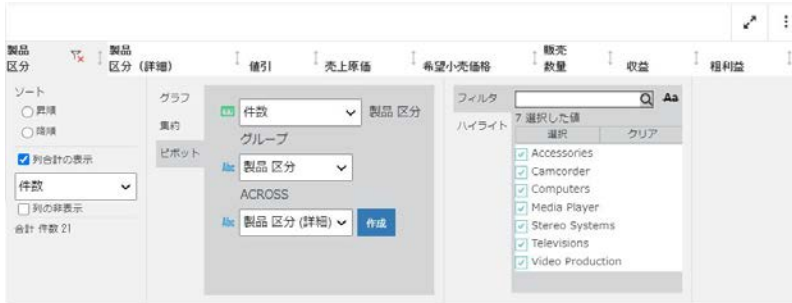 製品
区分
製品
区分 (詳細)
値引
売上原価
希望小売価格
販売
数量
収益
粗利益
ソート
昇順
降順
列合計の表示
件数
列の非表示
合計 件数 21
グラフ
集約
ピボット
件数
製品 区分
グループ
Abc 製品 区分
ACROSS
Abc 製品 区分 (詳細)
作成
フィルタ
ハイライト
Aa
7 選択した値
選択
クリア
Accessories
Camcorder
Computers
Media Player
Stereo Systems
Televisions
Video Production